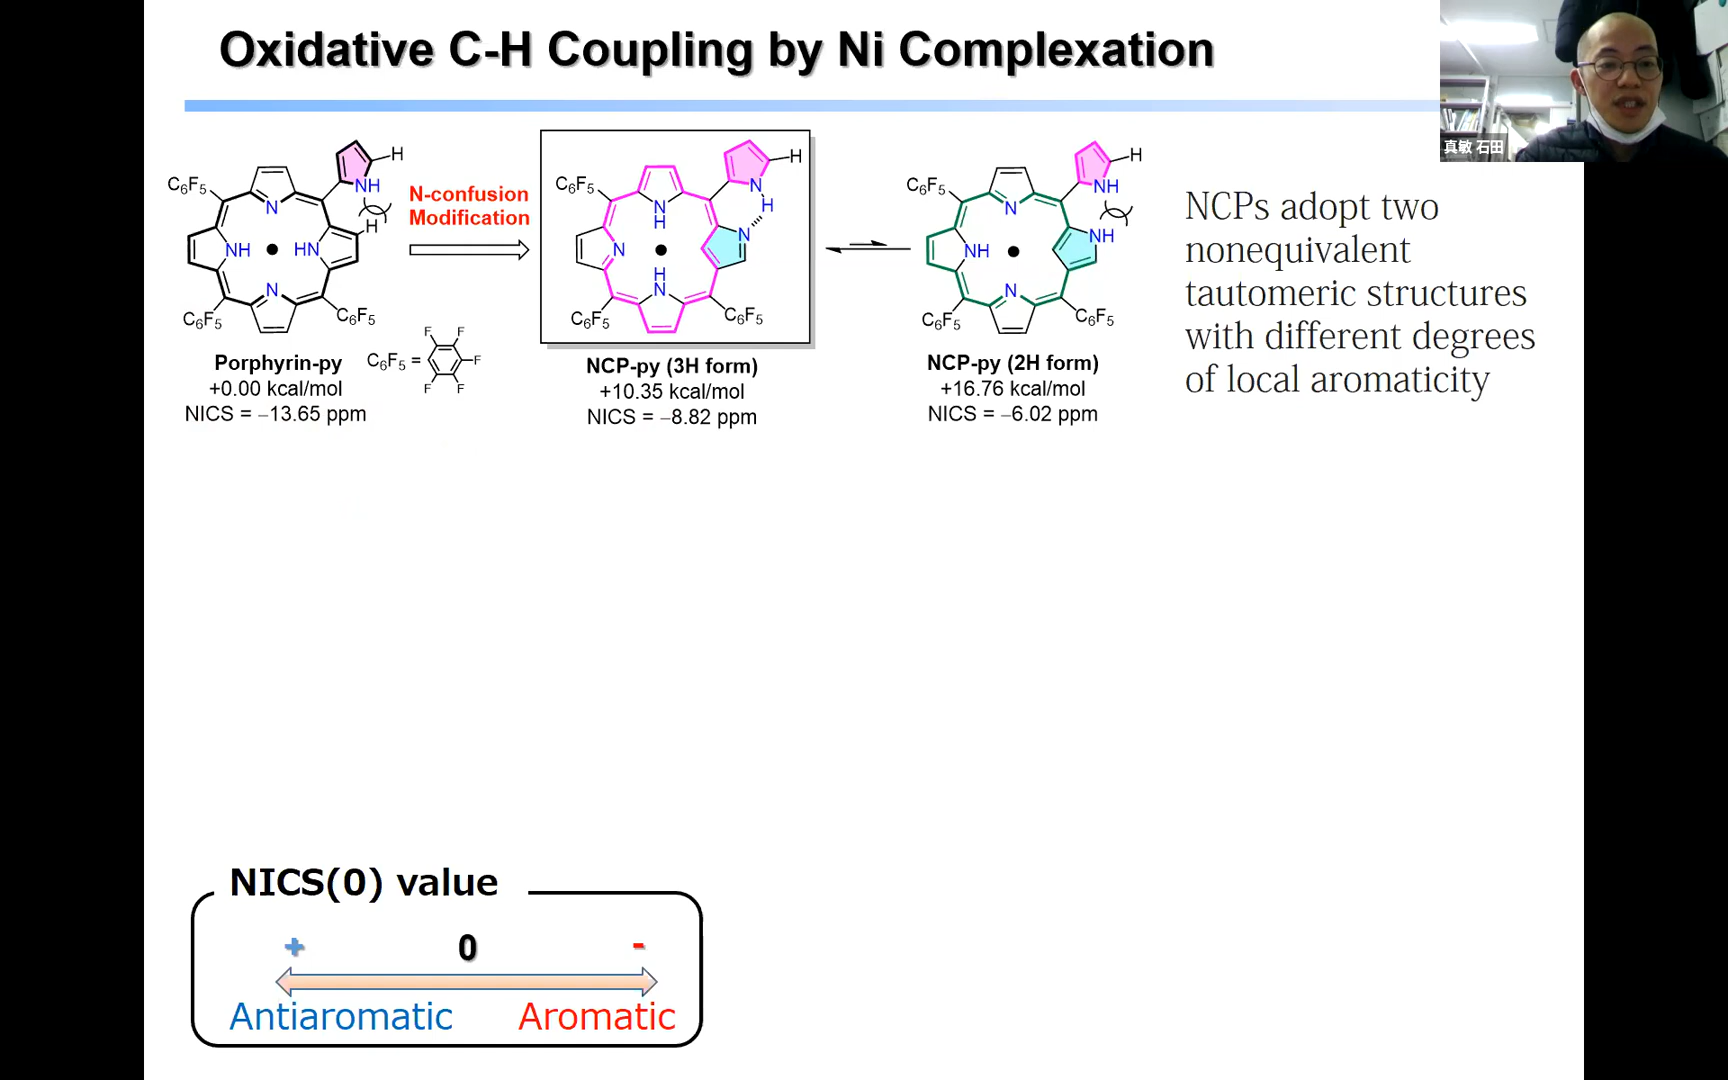 Oxidative C-H Coupling by Ni Complexation
真敏 石田
H
C6F5
NH
N
H
NH
HN
N
C6F5
C6F5
Porphyrin-py
+0.00 kcal/mol
NICS = −13.65 ppm
N-confusion
Modification
C6F5 =
F
F
F
F
F
H
C6F5
N
H
N
H
N
N
H
N
C6F5
C6F5
NCP-py (3H form)
+10.35 kcal/mol
NICS = −8.82 ppm
H
C6F5
NH
N
NH
NH
N
C6F5
C6F5
NCP-py (2H form)
+16.76 kcal/mol
NICS = −6.02 ppm
NCPs adopt two
nonequivalent
tautomeric structures
with different degrees
of local aromaticity
NICS(0) value
+ 0 -
Antiaromatic Aromatic